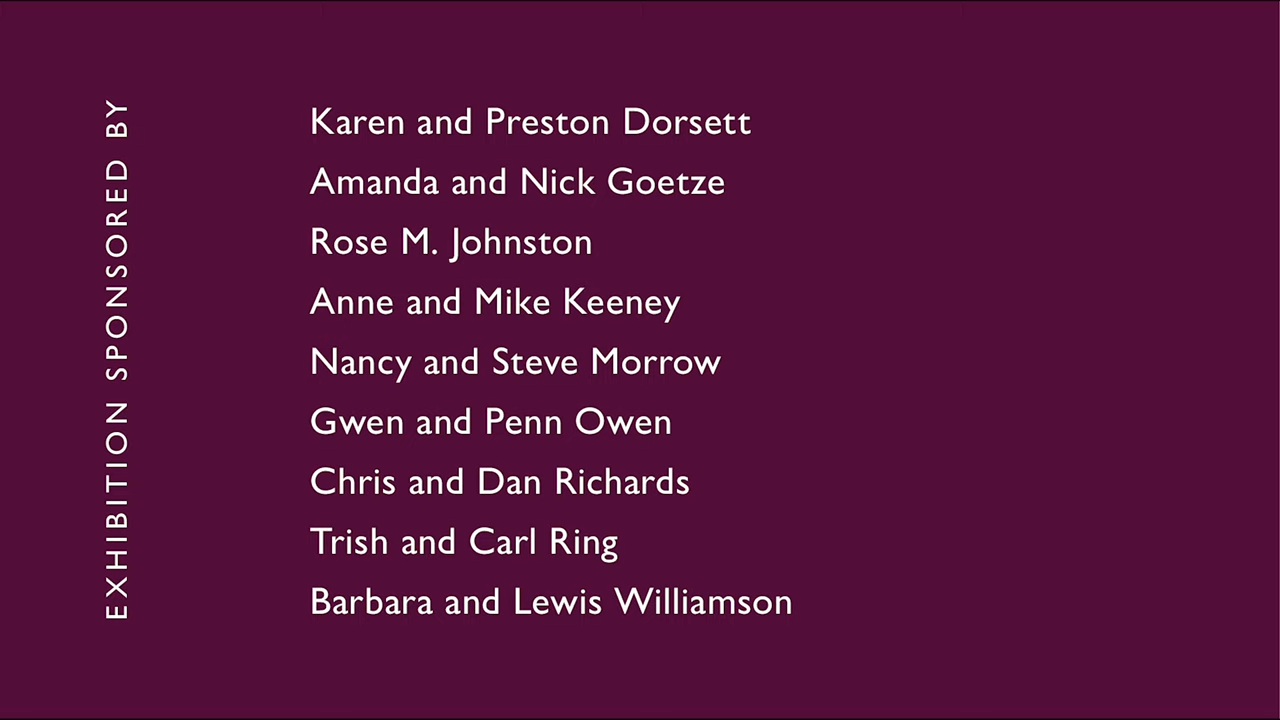 EXHIBITION SPONSORED BY
Karen and Preston Dorsett
Amanda and Nick Goetze
Rose M. Johnston
Anne and Mike Keeney
Nancy and Steve Morrow
Gwen and Penn Owen
Chris and Dan Richards
Trish and Carl Ring
Barbara and Lewis Williamson